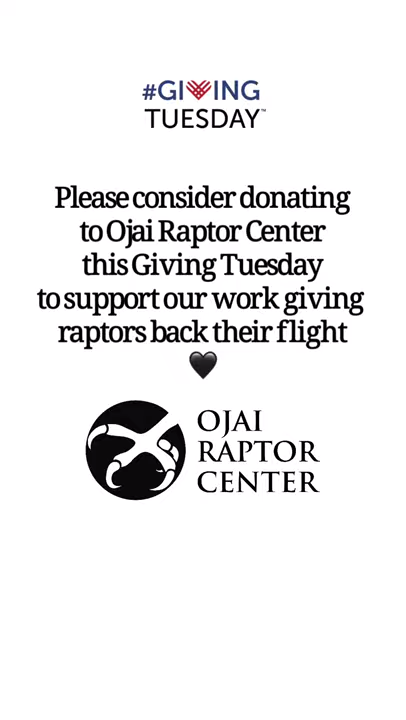 #GIVING
TUESDAY™
Please consider donating
to Ojai Raptor Center
this Giving Tuesday
to support our work giving
raptors back their flight
🖤
OJAI
RAPTOR
CENTER